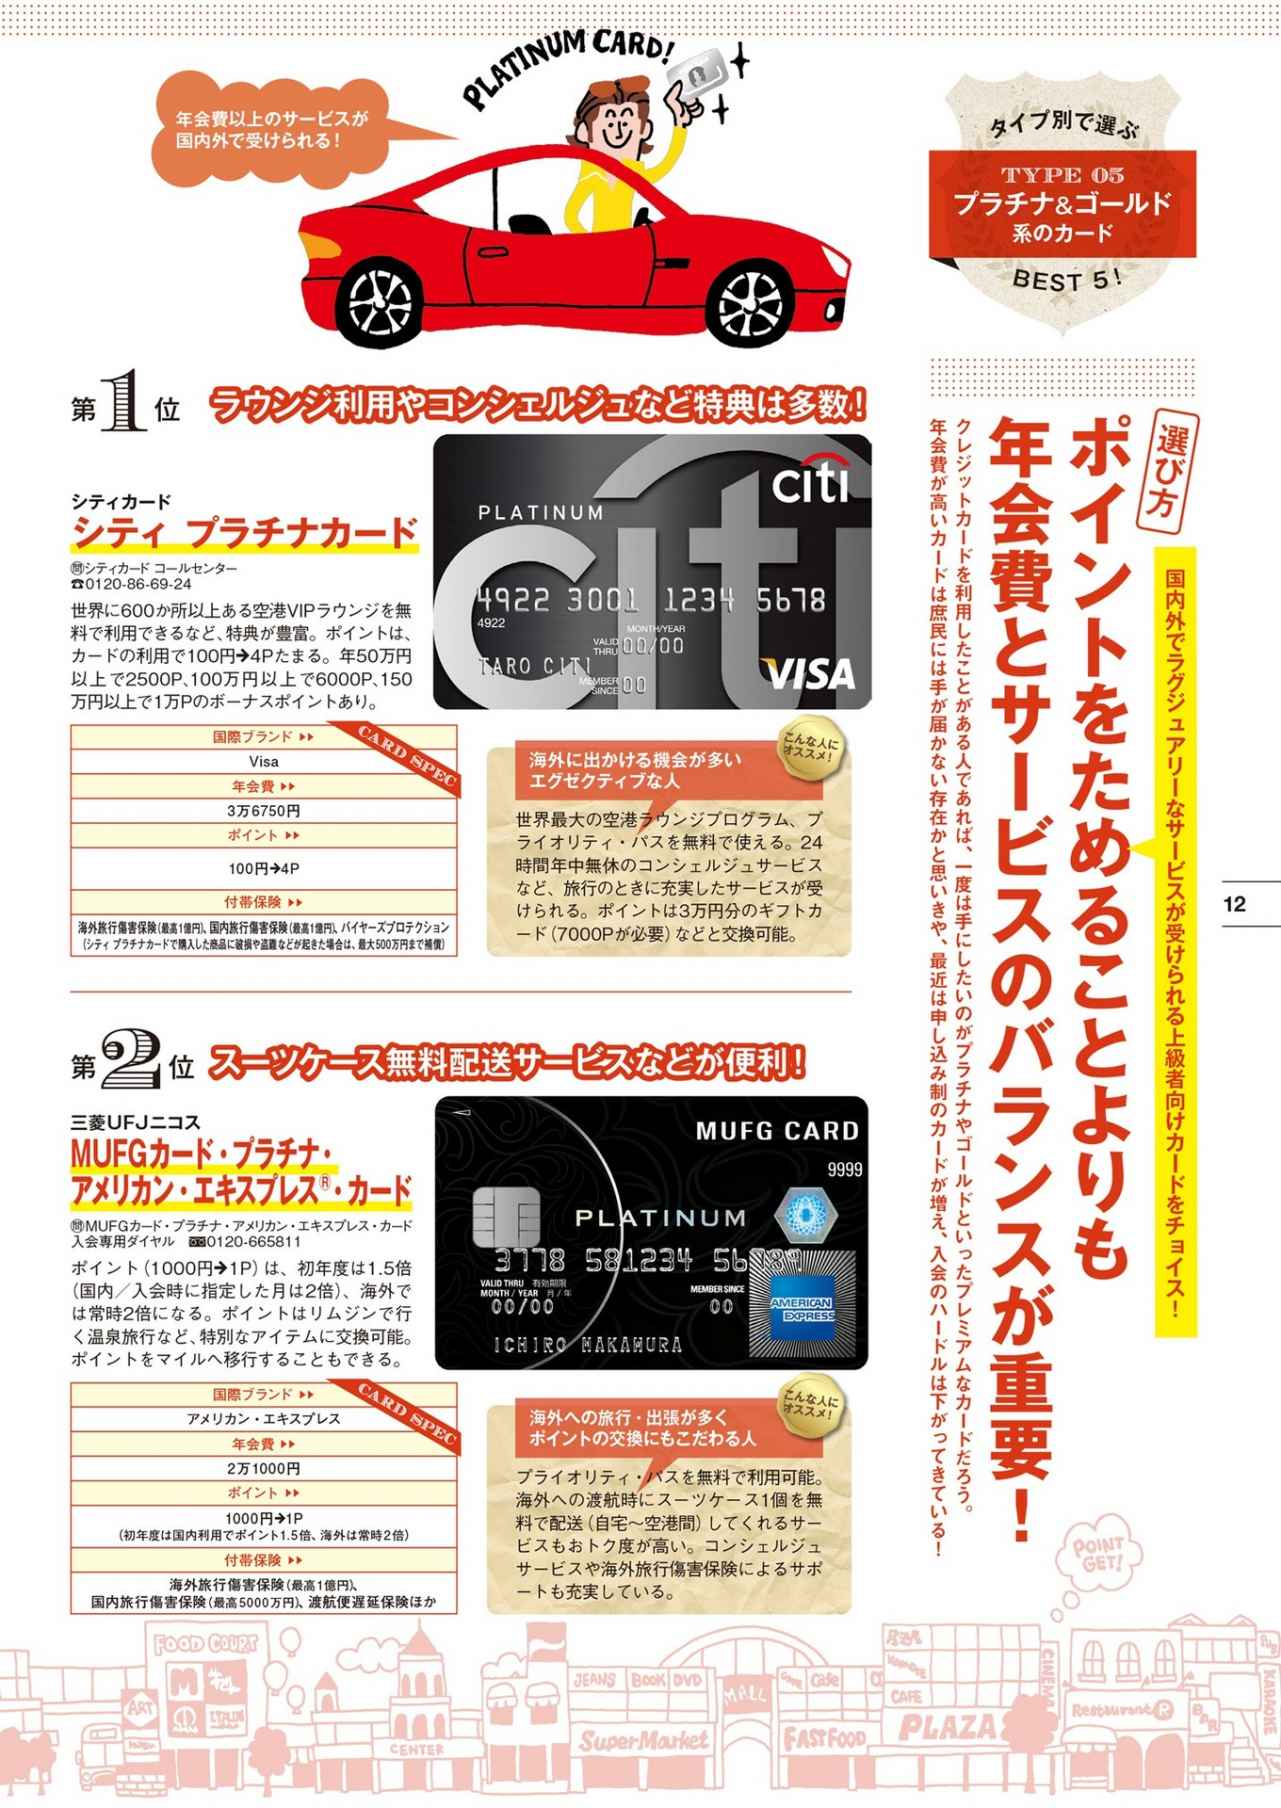 PLATINUM CARD!
年会費以上のサービスが
国内外で受けられる！
タイプ別で選ぶ
TYPE 05
プラチナ&ゴールド
系のカード
BEST 5！
選び方
国内外でラグジュアリーなサービスが受けられる上級者向けカードをチョイス！
ポイントをためることよりも
年会費とサービスのバランスが重要！
クレジットカードを利用したことがある人であれば、一度は手にしたいのがプラチナやゴールドといったプレミアムなカードだろう。
年会費が高いカードは庶民には手が届かない存在かと思いきや、最近は申し込み制のカードが増え、入会のハードルは下がってきている！
12
第1位
ラウンジ利用やコンシェルジュなど特典は多数！
シティカード
シティ プラチナカード
㉄シティカード コールセンター
☎0120-86-69-24
世界に600か所以上ある空港VIPラウンジを無
料で利用できるなど、特典が豊富。ポイントは、
カードの利用で100円➔4Pたまる。年50万円
以上で2500P、100万円以上で6000P、150
万円以上で1万Pのボーナスポイントあり。
citi
PLATINUM
4922 3001 1234 5678
4922
MONTH/YEAR
VALID THRU 00/00
TARO CITI
MEMBER SINCE 00
VISA
CARD SPEC
国際ブランド ▸▸
Visa
年会費 ▸▸
3万6750円
ポイント ▸▸
100円➔4P
付帯保険 ▸▸
海外旅行傷害保険（最高1億円）、国内旅行傷害保険（最高1億円）、バイヤーズプロテクション
（シティ プラチナカードで購入した商品に破損や盗難などが起きた場合は、最大500万円まで補償）
こんな人に
オススメ！
海外に出かける機会が多い
エグゼクティブな人
世界最大の空港ラウンジプログラム、プ
ライオリティ・パスを無料で使える。24
時間年中無休のコンシェルジュサービス
など、旅行のときに充実したサービスが受
けられる。ポイントは3万円分のギフトカ
ード（7000Pが必要）などと交換可能。
第2位
スーツケース無料配送サービスなどが便利！
三菱UFJニコス
MUFGカード・プラチナ・
アメリカン・エキスプレス®・カード
㉄MUFGカード・プラチナ・アメリカン・エキスプレス・カード
入会専用ダイヤル 0120-665811
ポイント（1000円➔1P）は、初年度は1.5倍
（国内／入会時に指定した月は2倍）、海外で
は常時2倍になる。ポイントはリムジンで行
く温泉旅行など、特別なアイテムに交換可能。
ポイントをマイルへ移行することもできる。
MUFG CARD
9999
PLATINUM
3778 581234 56784
VALID THRU 有効期限
MONTH / YEAR 月／年
MEMBER SINCE
00/00
00
AMERICAN EXPRESS
ICHIRO NAKAMURA
CARD SPEC
国際ブランド ▸▸
アメリカン・エキスプレス
年会費 ▸▸
2万1000円
ポイント ▸▸
1000円➔1P
（初年度は国内利用でポイント1.5倍、海外は常時2倍）
付帯保険 ▸▸
海外旅行傷害保険（最高1億円）、
国内旅行傷害保険（最高5000万円）、渡航便遅延保険ほか
こんな人に
オススメ！
海外への旅行・出張が多く
ポイントの交換にもこだわる人
プライオリティ・パスを無料で利用可能。
海外への渡航時にスーツケース1個を無
料で配送（自宅〜空港間）してくれるサー
ビスもおトク度が高い。コンシェルジュ
サービスや海外旅行傷害保険によるサポ
ートも充実している。
POINT
GET!
FOOD COURT
M
ART
CENTER
JEANS BOOK DVD
SuperMarket
MALL
Cafe
FAST FOOD
CAFE
PLAZA
CINEMA
Restaurant R
BAR
PUB
KARAOKE